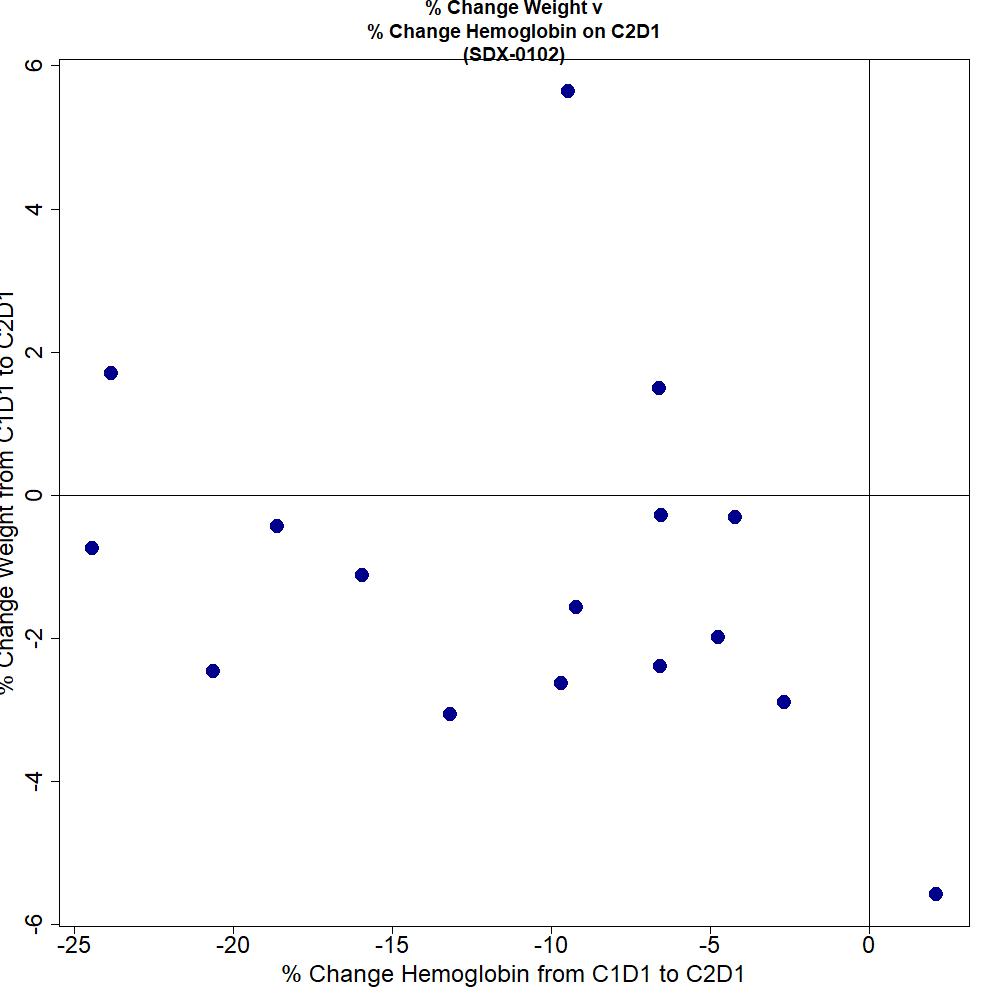 % Change Weight v
% Change Hemoglobin on C2D1
(SDX-0102)
6
4
2
0
-2
-4
-6
% Change Weight from C1D1 to C2D1
-25
-20
-15
-10
-5
0
% Change Hemoglobin from C1D1 to C2D1